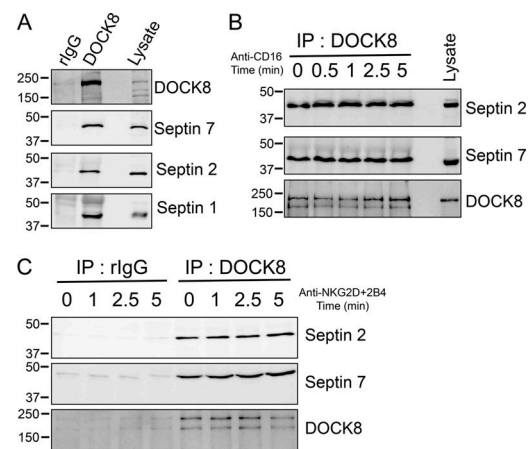 A
rIgG
DOCK8
Lysate
250
150
DOCK8
50
37
Septin 7
50
37
Septin 2
50
37
Septin 1
B
IP : DOCK8
Anti-CD16
Time (min)
0 0.5 1 2.5 5
Lysate
50
37
Septin 2
50
37
Septin 7
250
150
DOCK8
C
IP : rIgG IP : DOCK8
0 1 2.5 5 0 1 2.5 5
Anti-NKG2D+2B4
Time (min)
50
37
Septin 2
50
37
Septin 7
250
150
DOCK8